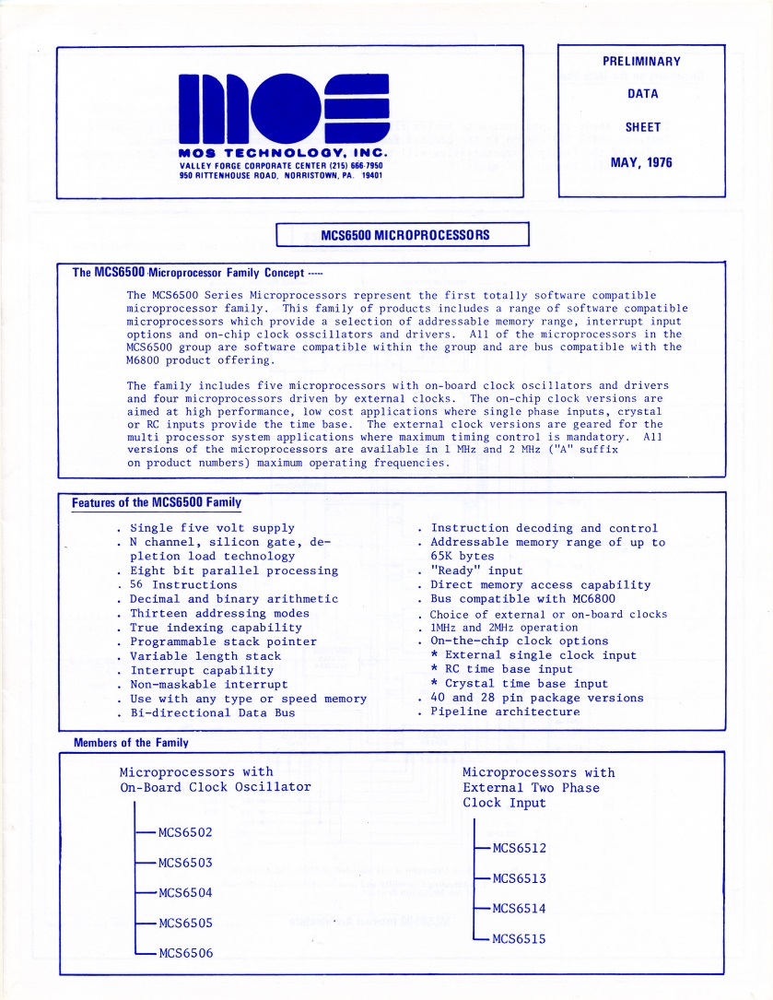 mos
MOS TECHNOLOGY, INC.
VALLEY FORGE CORPORATE CENTER (215) 666-7950
950 RITTENHOUSE ROAD, NORRISTOWN, PA. 19401
PRELIMINARY
DATA
SHEET
MAY, 1976
MCS6500 MICROPROCESSORS
The MCS6500 Microprocessor Family Concept -----
The MCS6500 Series Microprocessors represent the first totally software compatible
microprocessor family. This family of products includes a range of software compatible
microprocessors which provide a selection of addressable memory range, interrupt input
options and on-chip clock osscillators and drivers. All of the microprocessors in the
MCS6500 group are software compatible within the group and are bus compatible with the
M6800 product offering.
The family includes five microprocessors with on-board clock oscillators and drivers
and four microprocessors driven by external clocks. The on-chip clock versions are
aimed at high performance, low cost applications where single phase inputs, crystal
or RC inputs provide the time base. The external clock versions are geared for the
multi processor system applications where maximum timing control is mandatory. All
versions of the microprocessors are available in 1 MHz and 2 MHz ("A" suffix
on product numbers) maximum operating frequencies.
Features of the MCS6500 Family
. Single five volt supply
. N channel, silicon gate, de-
pletion load technology
. Eight bit parallel processing
. 56 Instructions
. Decimal and binary arithmetic
. Thirteen addressing modes
. True indexing capability
. Programmable stack pointer
. Variable length stack
. Interrupt capability
. Non-maskable interrupt
. Use with any type or speed memory
. Bi-directional Data Bus
. Instruction decoding and control
. Addressable memory range of up to
65K bytes
. "Ready" input
. Direct memory access capability
. Bus compatible with MC6800
. Choice of external or on-board clocks
. 1MHz and 2MHz operation
. On-the-chip clock options
* External single clock input
* RC time base input
* Crystal time base input
. 40 and 28 pin package versions
. Pipeline architecture
Members of the Family
Microprocessors with
On-Board Clock Oscillator
MCS6502
MCS6503
MCS6504
MCS6505
MCS6506
Microprocessors with
External Two Phase
Clock Input
MCS6512
MCS6513
MCS6514
MCS6515